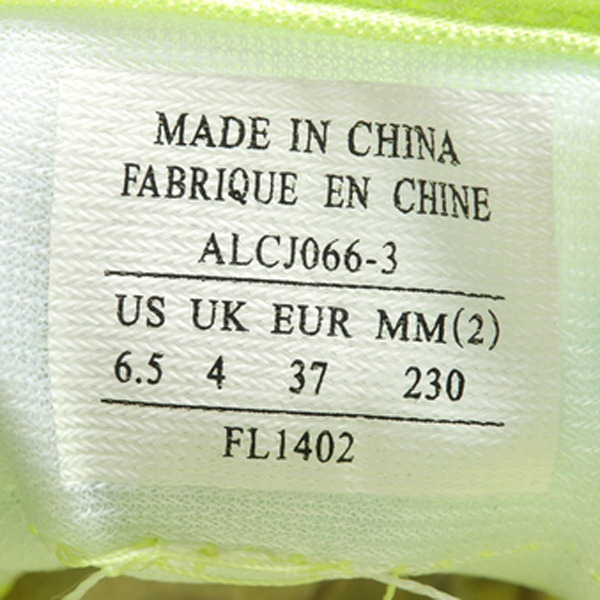 MADE IN CHINA
FABRIQUE EN CHINE
ALCJ066-3
US UK EUR MM(2)
6.5 4 37 230
FL1402